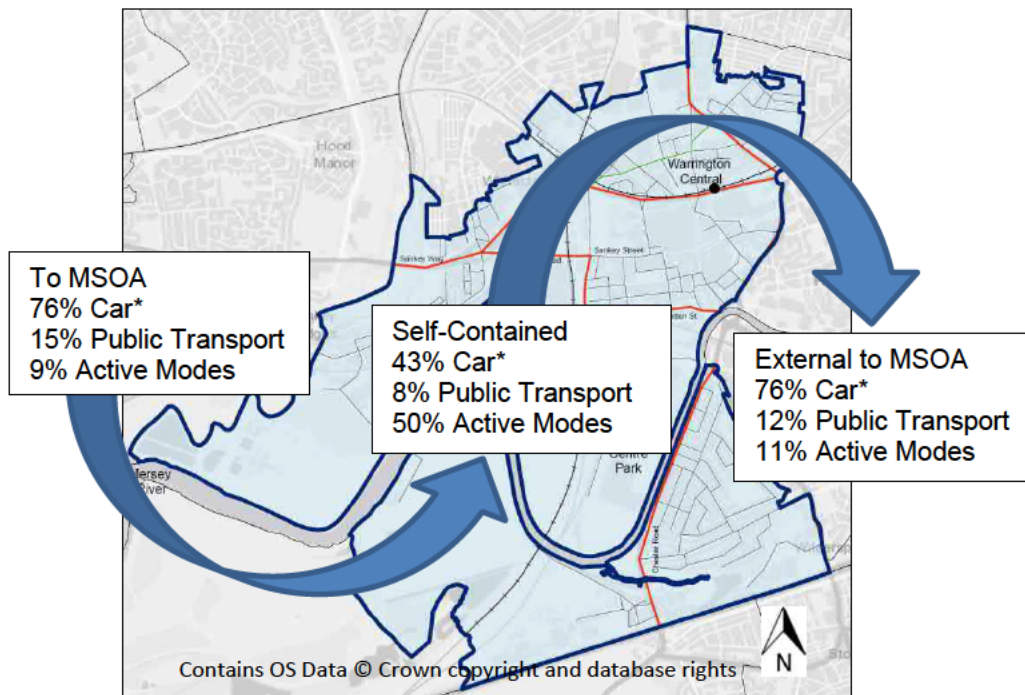 Hood
Manor
Warrington
Central
Sankey Way
Sankey Street
To MSOA
76% Car*
15% Public Transport
9% Active Modes
Self-Contained
43% Car*
8% Public Transport
50% Active Modes
External to MSOA
76% Car*
12% Public Transport
11% Active Modes
Centre
Park
Mersey
River
Chester Road
N
Contains OS Data © Crown copyright and database rights